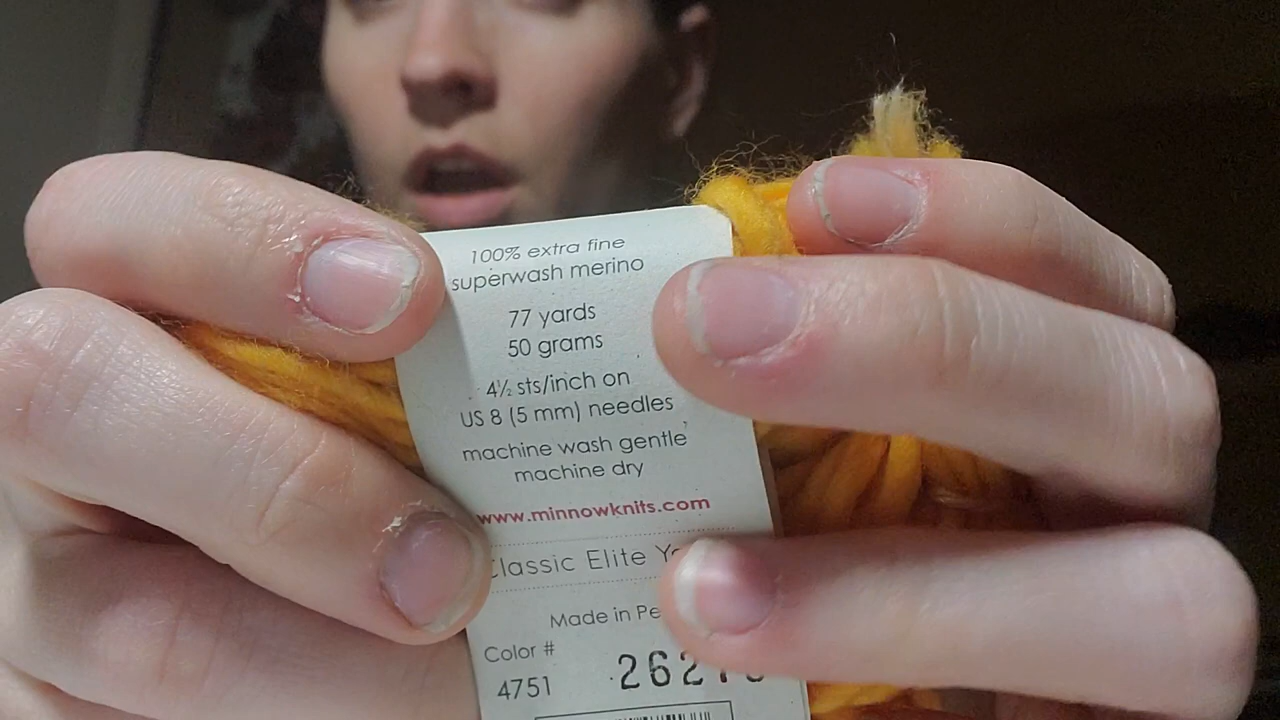 100% extra fine
superwash merino
77 yards
50 grams
4½ sts/inch on
US 8 (5 mm) needles
machine wash gentle
machine dry
www.minnowknits.com
Classic Elite
Made in
Color #
4751